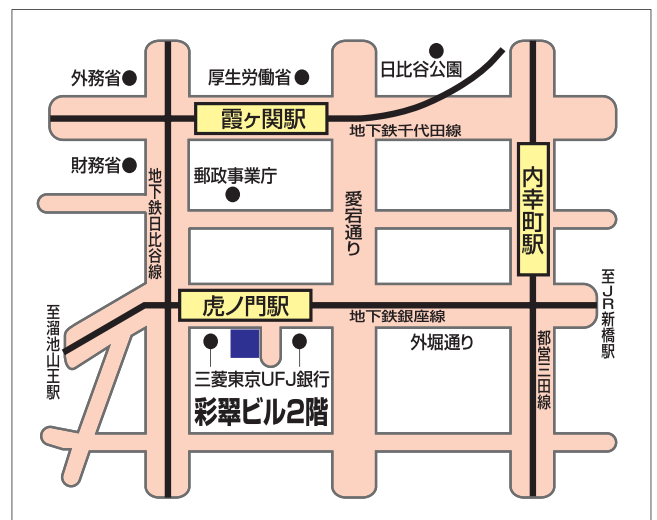 外務省
厚生労働省
日比谷公園
霞ヶ関駅
地下鉄千代田線
財務省
地下鉄日比谷線
郵政事業庁
愛宕通り
内幸町駅
虎ノ門駅
地下鉄銀座線
至JR新橋駅
至溜池山王駅
外堀通り
都営三田線
三菱東京UFJ銀行
彩翠ビル2階